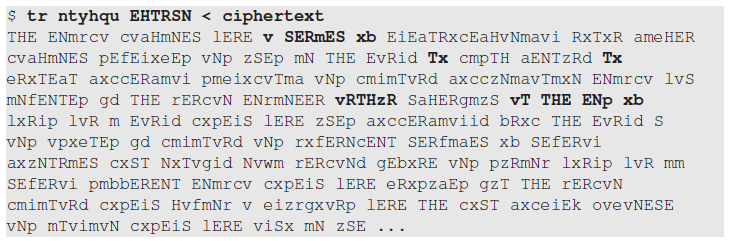 $ tr ntyhqu EHTRSN < ciphertext
THE ENmrcv cvaHmNES lERE v SERmES xb EiEaTRxcEaHvNmavi RxTxR ameHER
cvaHmNES pEfEixeEp vNp zSEp mN THE EvRid Tx cmpTH aENTzRd Tx
eRxTEaT axccERamvi pmeixcvTma vNp cmimTvRd axcczNmavTmxN ENmrcv lvS
mNfENTEp gd THE rERcvN ENrmNEER vRTHzR SaHERgmzS vT THE ENp xb
lxRip lvR m EvRid cxpEiS lERE zSEp axccERamviid bRxc THE EvRid S
vNp vpxeTEp gd cmimTvRd vNp rxfERNcENT SERfmaES xb SEfERvi
axzNTRmES cxST NxTvgid Nvwm rERcvNd gEbxRE vNp pzRmNr lxRip lvR mm
SEfERvi pmbbERENT ENmrcv cxpEiS lERE eRxpzaEp gzT THE rERcvN
cmimTvRd cxpEiS HvfmNr v eizrgxvRp lERE THE cxST axceiEk ovevNESE
vNp mTvimvN cxpEiS lERE viSx mN zSE ...